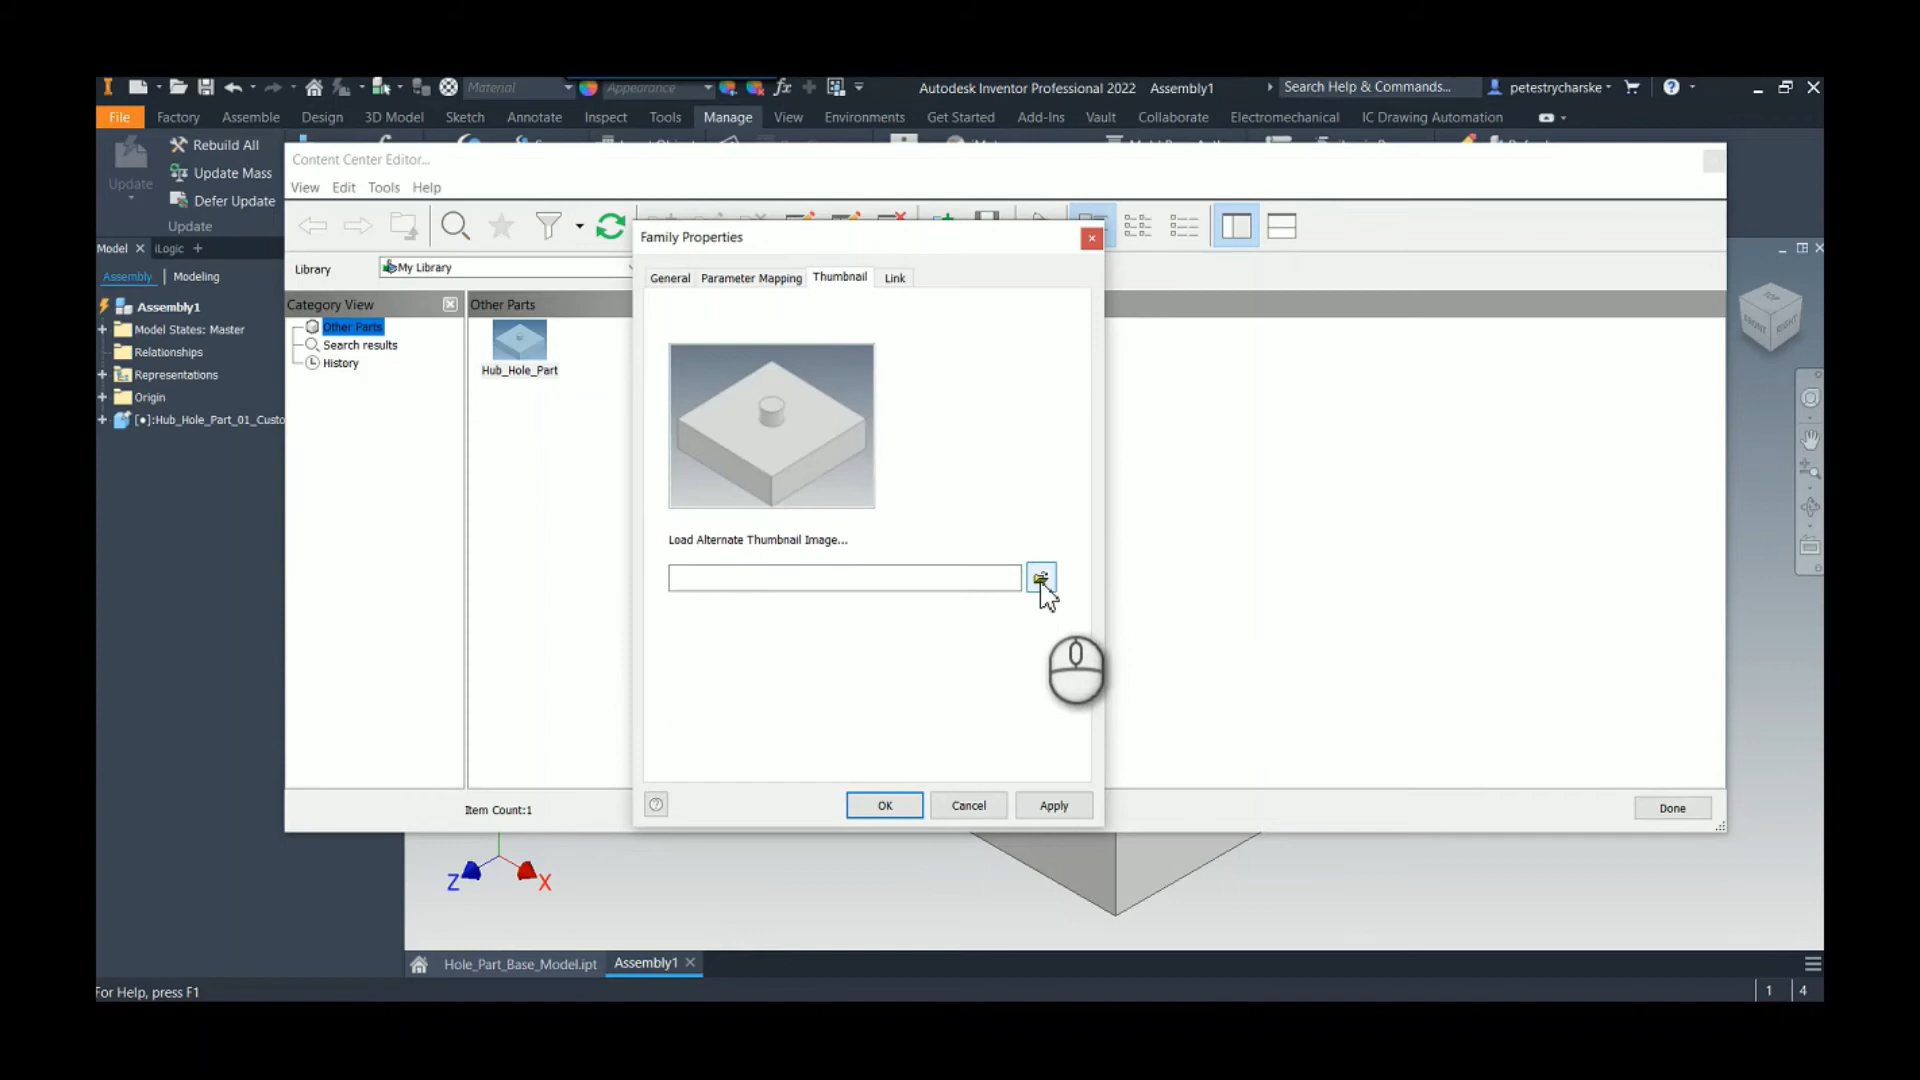 Material
Appearance
Autodesk Inventor Professional 2022 Assembly1
Search Help & Commands...
petestrycharske
File Factory Assemble Design 3D Model Sketch Annotate Inspect Tools Manage View Environments Get Started Add-Ins Vault Collaborate Electromechanical IC Drawing Automation
Update
Rebuild All
Update Mass
Defer Update
Update
Content Center Editor...
View Edit Tools Help
Model
iLogic
Assembly
Modeling
Library
My Library
Family Properties
General Parameter Mapping Thumbnail Link
Assembly1
Model States: Master
Relationships
Representations
Origin
[•]:Hub_Hole_Part_01_Custo
Category View
Other Parts
Search results
History
Other Parts
Hub_Hole_Part
Load Alternate Thumbnail Image...
OK
Cancel
Apply
Item Count:1
Done
TOP
FRONT
RIGHT
Z
X
Hole_Part_Base_Model.ipt
Assembly1
For Help, press F1
1
4